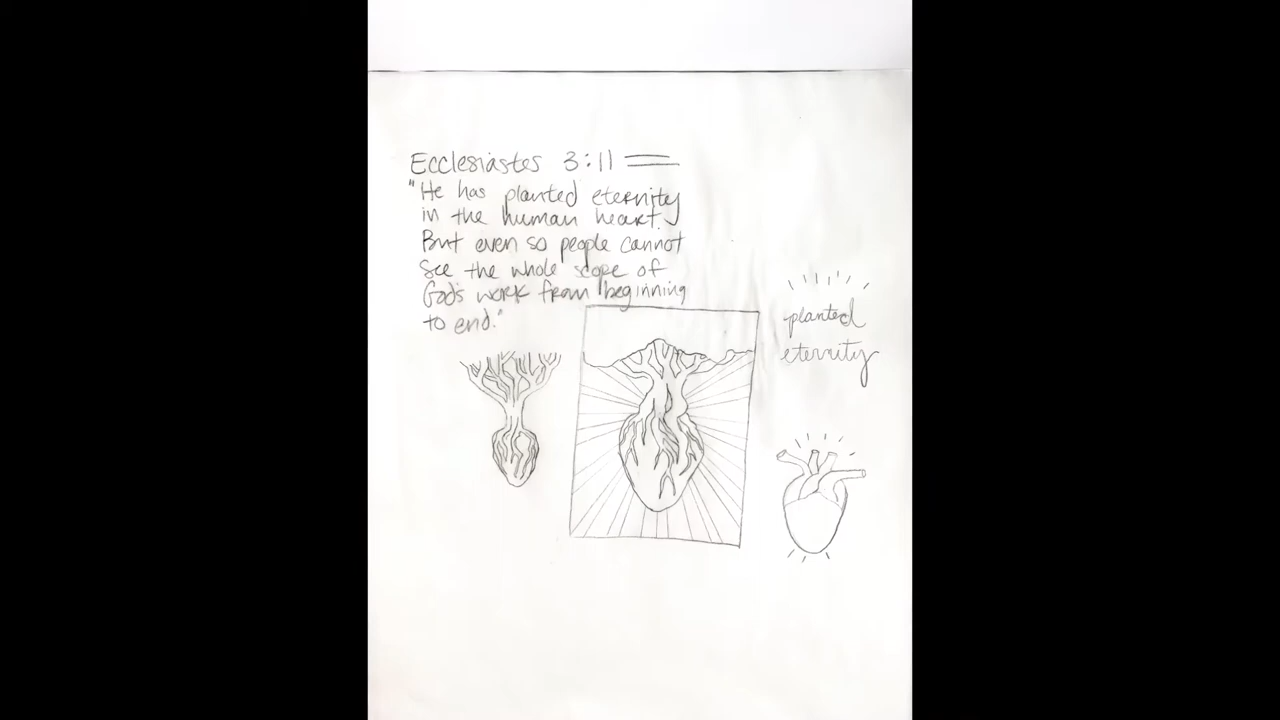 Ecclesiastes 3:11
"He has planted eternity
in the human heart.
But even so people cannot
see the whole scope of
God's work from beginning
to end."
planted
eternity